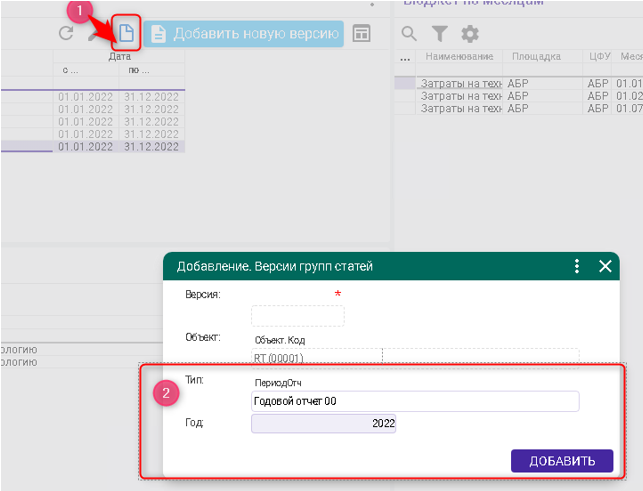 Бюджет по месяцам
1
Добавить новую версию
Дата
с ... по ...
01.01.2022 31.12.2022
01.01.2022 31.12.2022
01.01.2022 31.12.2022
01.01.2022 31.12.2022
01.01.2022 31.12.2022
... Наименование Площадка ЦФУ Меся
Затраты на техн АБР АБР 01.01
Затраты на техн АБР АБР 01.02
Затраты на техн АБР АБР 01.07
Добавление. Версии групп статей
Версия: *
Объект: Объект. Код
RT (00001)
ологию
ологию
2
Тип: ПериодОтч
Годовой отчет 00
Год: 2022
ДОБАВИТЬ